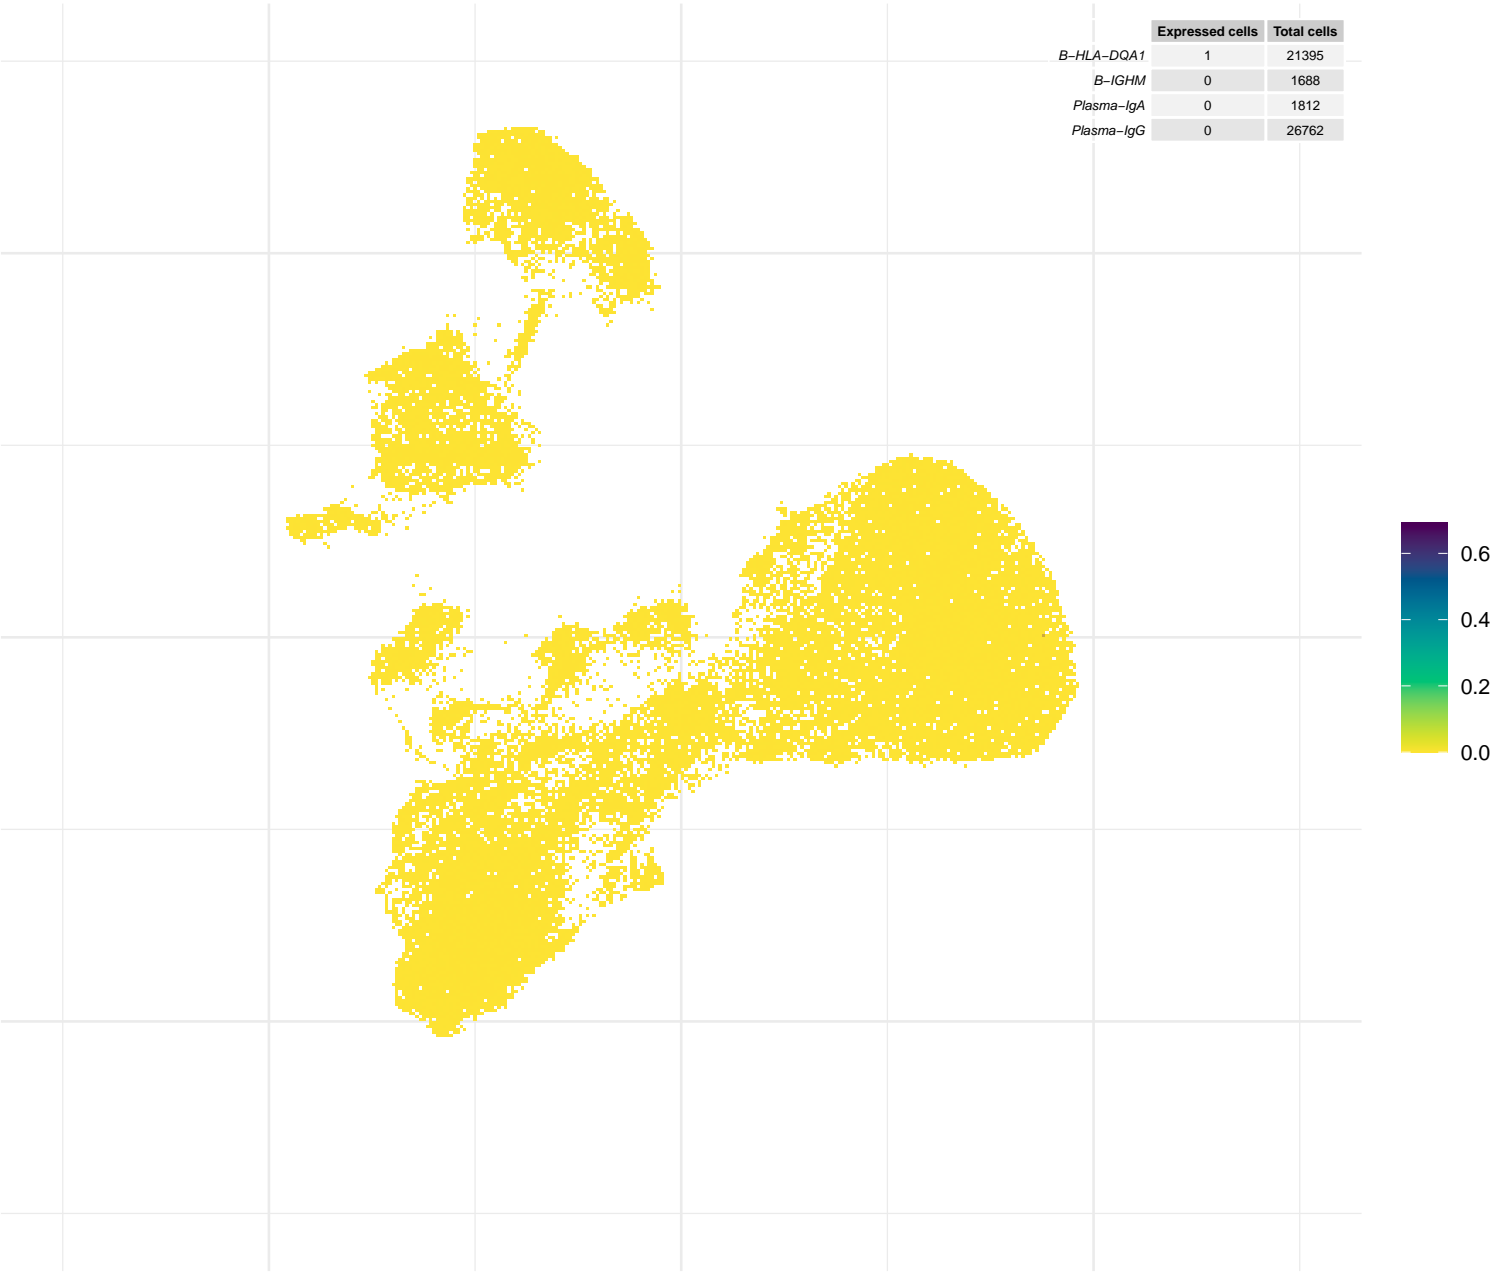 Expressed cells Total cells
B−HLA−DQA1 1 21395
B−IGHM 0 1688
Plasma−IgA 0 1812
Plasma−IgG 0 26762
0.6
0.4
0.2
0.0